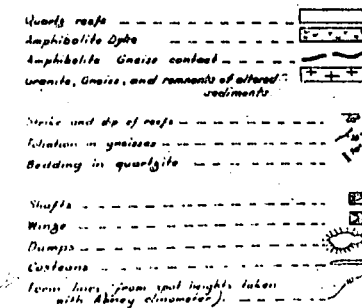 Quartz reefs
Amphibolite Dyke
Amphibolite Gneiss contact
Granite, Gneiss, and remnants of altered
sediments
Strike and dip of reefs
Foliation in gneisses
Bedding in quartzite
Shafts
Winze
Dumps
Costeans
Form lines, from spot heights taken
with Abney clinometer).